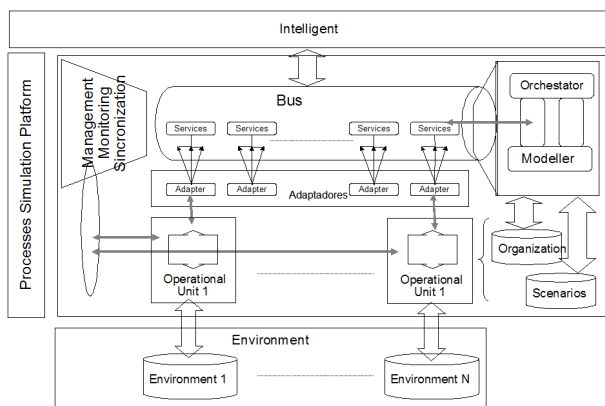 Intelligent
Processes Simulation Platform
Management
Monitoring
Sincronization
Bus
Services
Services
Services
Services
Orchestator
Modeller
Adapter
Adapter
Adaptadores
Adapter
Adapter
Operational
Unit 1
Operational
Unit 1
Organization
Scenarios
Environment
Environment 1
Environment N